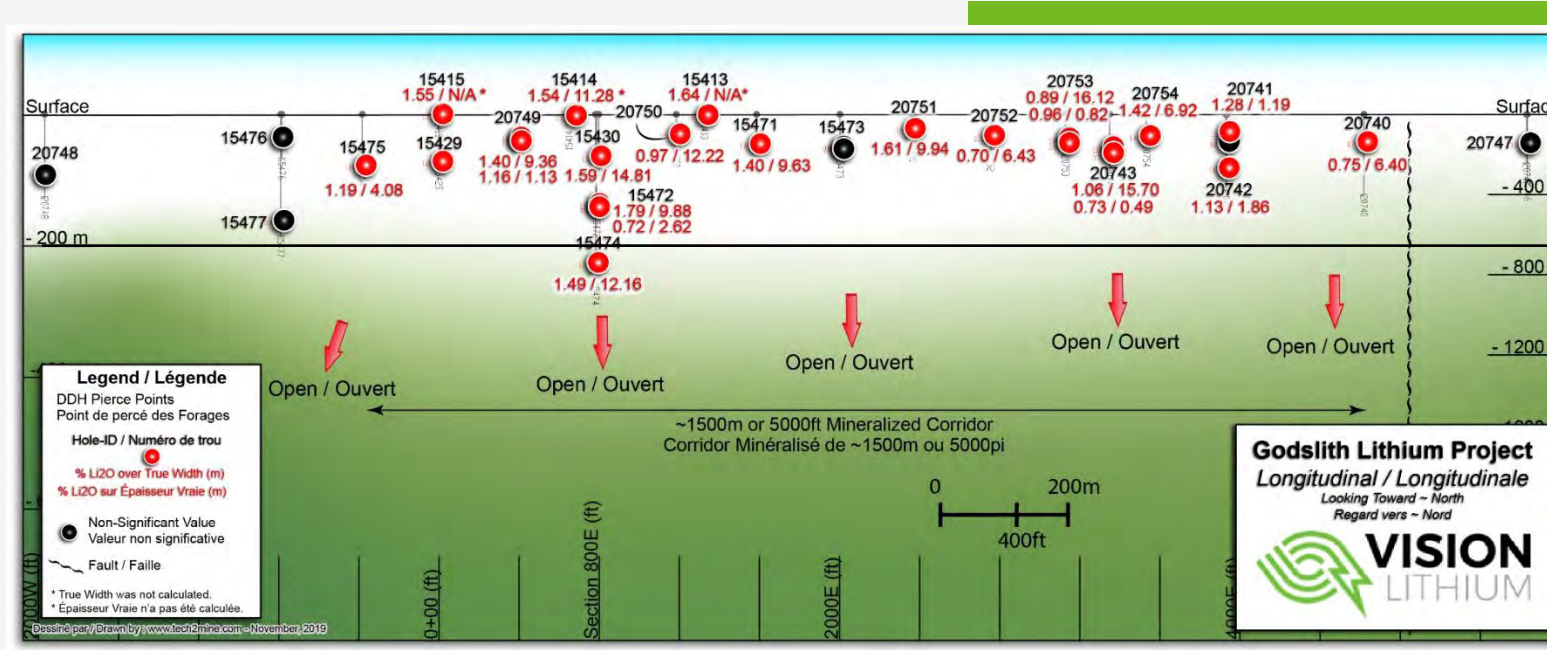 Surface
20748
15476
15477
15475
1.19 / 4.08
15415
1.55 / N/A *
15429
20749
1.40 / 9.36
1.16 / 1.13
15414
1.54 / 11.28 *
15430
1.59 / 14.81
15472
1.79 / 9.88
0.72 / 2.62
15474
1.49 / 12.16
20750
0.97 / 12.22
15413
1.64 / N/A*
15471
1.40 / 9.63
15473
20751
1.61 / 9.94
20752
0.70 / 6.43
20753
0.89 / 16.12
0.96 / 0.82
20743
1.06 / 15.70
0.73 / 0.49
20754
1.42 / 6.92
20741
1.28 / 1.19
20742
1.13 / 1.86
20740
0.75 / 6.40
20747
Surfac
- 200 m
- 400
- 800
- 1200
Open / Ouvert
Open / Ouvert
Open / Ouvert
Open / Ouvert
Open / Ouvert
~1500m or 5000ft Mineralized Corridor
Corridor Minéralisé de ~1500m ou 5000pi
0 200m
400ft
Legend / Légende
DDH Pierce Points
Point de percé des Forages
Hole-ID / Numéro de trou
% Li2O over True Width (m)
% Li2O sur Épaisseur Vraie (m)
Non-Significant Value
Valeur non significative
Fault / Faille
* True Width was not calculated.
* Épaisseur Vraie n'a pas été calculée.
Dessiné par / Drawn by : www.tech2mine.com - November, 2019
2000W (ft)
0+00 (ft)
Section 800E (ft)
2000E (ft)
4000E (ft)
Godslith Lithium Project
Longitudinal / Longitudinale
Looking Toward ~ North
Regard vers ~ Nord
VISION
LITHIUM